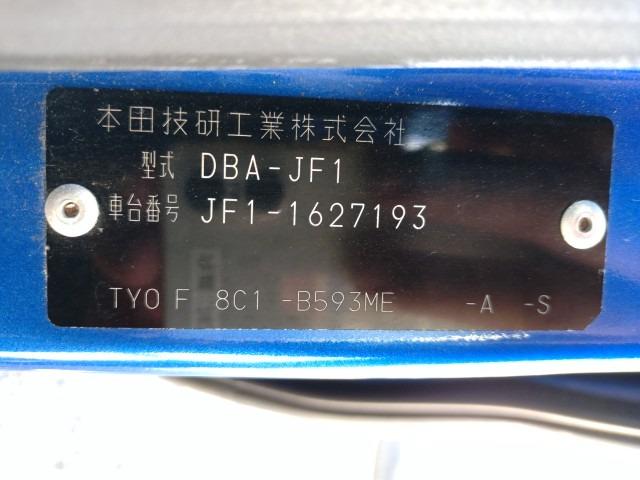 本田技研工業株式会社
型式 DBA-JF1
車台番号 JF1-1627193
TYO F 8C1 -B593ME -A -S